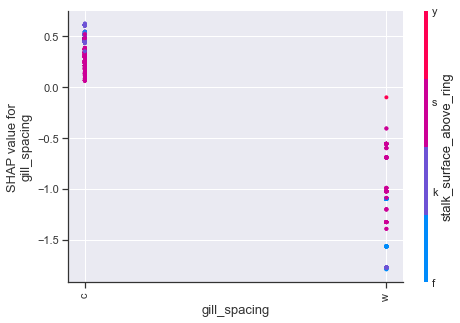 SHAP value for
gill_spacing
0.5
0.0
−0.5
−1.0
−1.5
c
w
gill_spacing
y
s
k
f
stalk_surface_above_ring